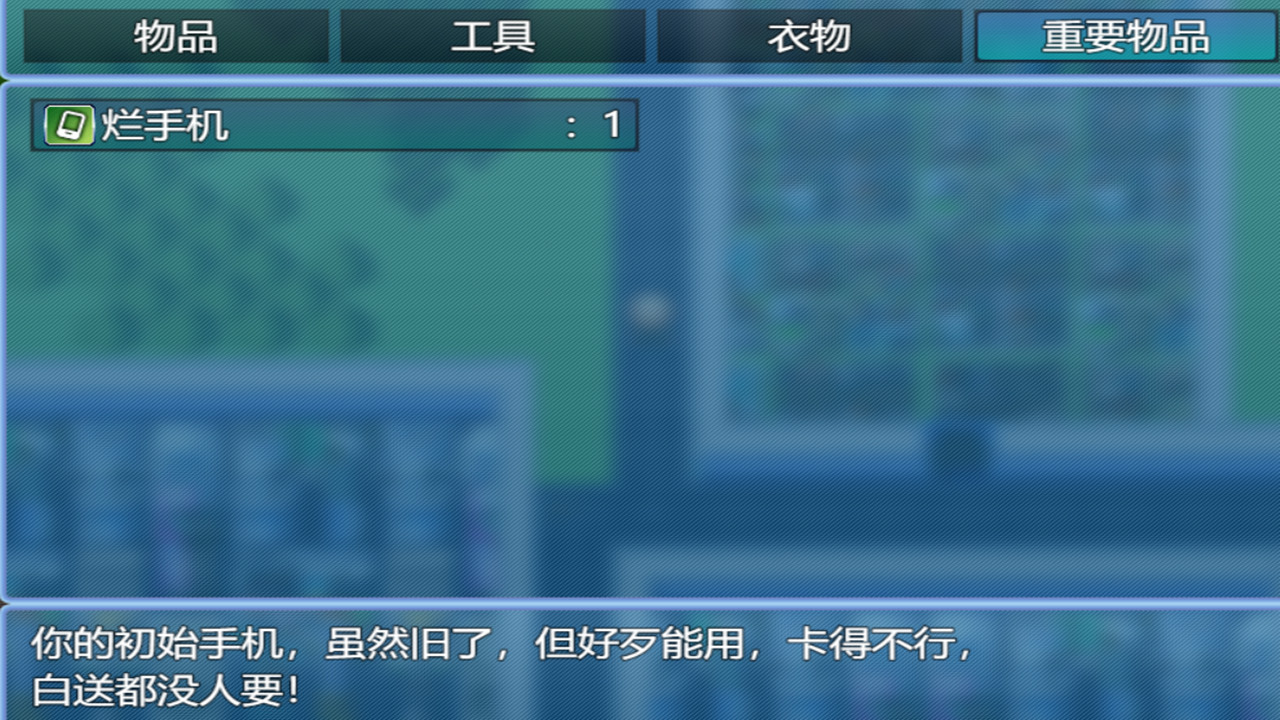 物品 工具 衣物 重要物品
烂手机 : 1
你的初始手机，虽然旧了，但好歹能用，卡得不行，
白送都没人要！